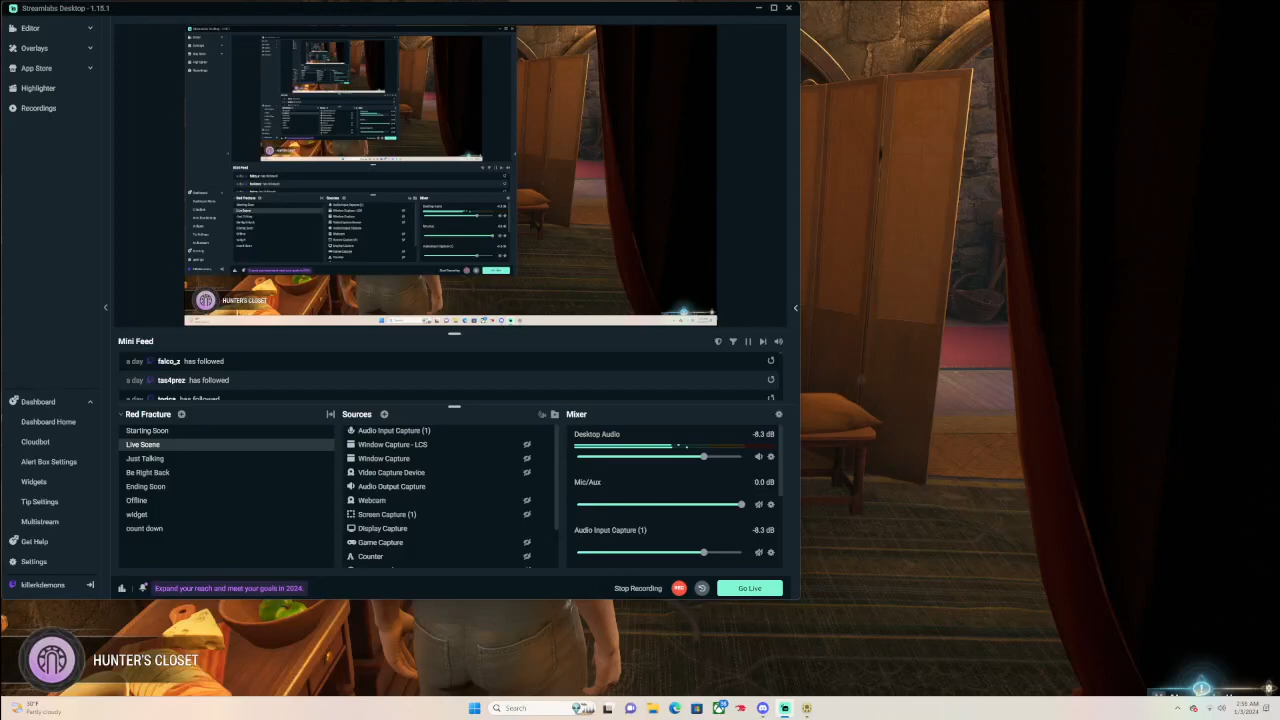 Streamlabs Desktop - 1.15.1
Editor
Overlays
App Store
Highlighter
Recordings
HUNTER'S CLOSET
Mini Feed
a day falco_z has followed
a day tas4prez has followed
Dashboard
Dashboard Home
Cloudbot
Alert Box Settings
Widgets
Tip Settings
Multistream
Get Help
Settings
killerkdemons
Red Fracture
Starting Soon
Live Scene
Just Talking
Be Right Back
Ending Soon
Offline
widget
count down
Sources
Audio Input Capture (1)
Window Capture - LCS
Window Capture
Video Capture Device
Audio Output Capture
Webcam
Screen Capture (1)
Display Capture
Game Capture
Counter
Mixer
Desktop Audio -8.3 dB
Mic/Aux 0.0 dB
Audio Input Capture (1) -8.3 dB
Expand your reach and meet your goals in 2024.
Stop Recording
REC
Go Live
HUNTER'S CLOSET
30°F
Partly cloudy
Search
2:55 AM
1/3/2024